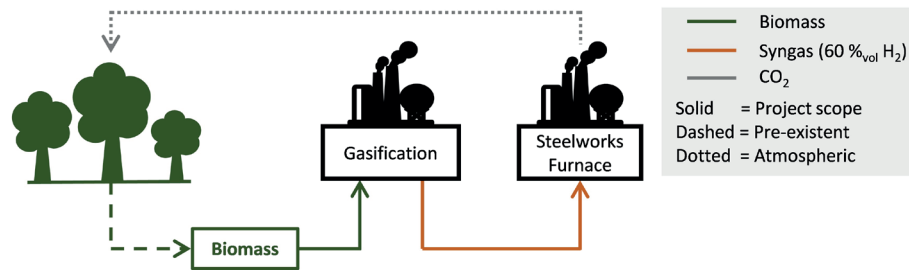 Biomass
Syngas (60 %vol H2)
CO2
Solid = Project scope
Dashed = Pre-existent
Dotted = Atmospheric
Gasification
Steelworks
Furnace
Biomass